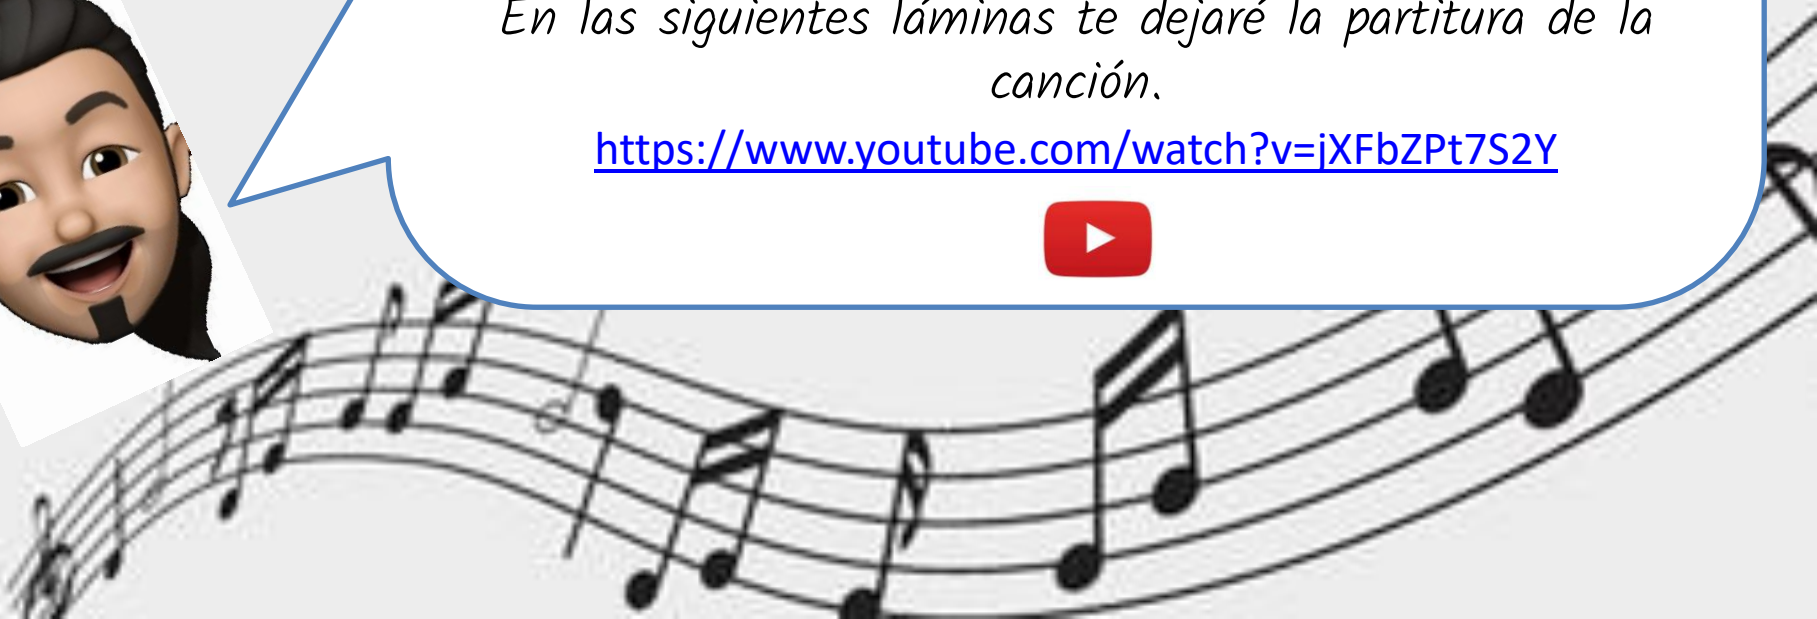 En las siguientes láminas te dejaré la partitura de la
canción.
https://www.youtube.com/watch?v=jXFbZPt7S2Y